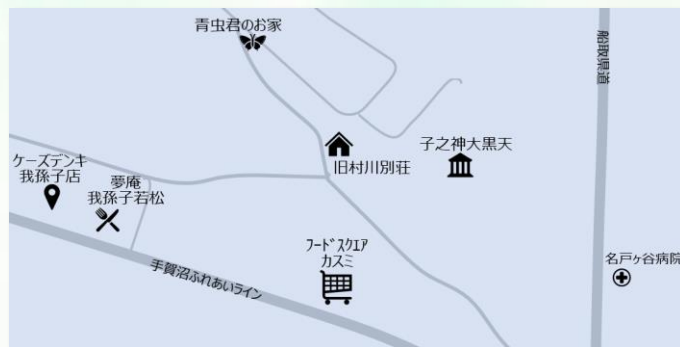 青虫君のお家
船取県道
子之神大黒天
旧村川別荘
ケーズデンキ
我孫子店
夢庵
我孫子若松
フードスクエア
カスミ
名戸ヶ谷病院
手賀沼ふれあいライン